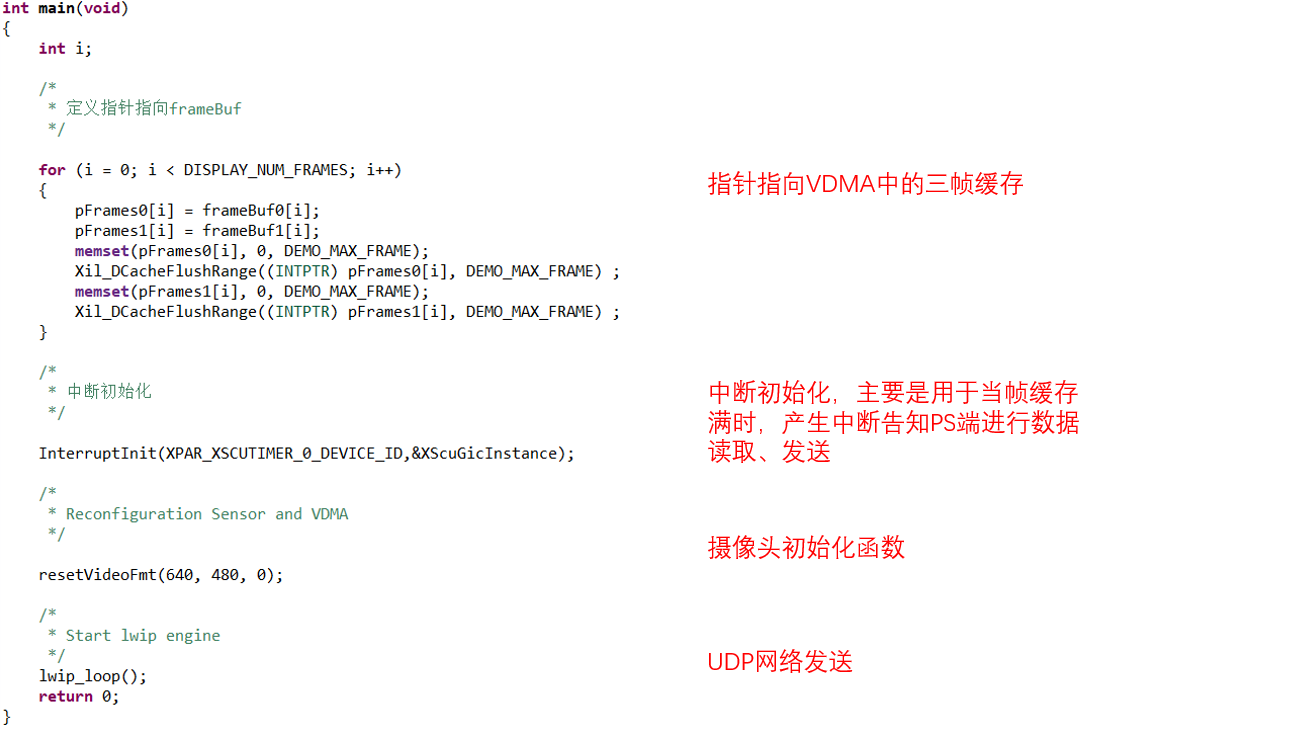 int main(void)
{
int i;
/*
* 定义指针指向frameBuf
*/
for (i = 0; i < DISPLAY_NUM_FRAMES; i++)
{
pFrames0[i] = frameBuf0[i];
pFrames1[i] = frameBuf1[i];
memset(pFrames0[i], 0, DEMO_MAX_FRAME);
Xil_DCacheFlushRange((INTPTR) pFrames0[i], DEMO_MAX_FRAME) ;
memset(pFrames1[i], 0, DEMO_MAX_FRAME);
Xil_DCacheFlushRange((INTPTR) pFrames1[i], DEMO_MAX_FRAME) ;
}
指针指向VDMA中的三帧缓存
/*
* 中断初始化
*/
InterruptInit(XPAR_XSCUTIMER_0_DEVICE_ID,&XScuGicInstance);
中断初始化，主要是用于当帧缓存
满时，产生中断告知PS端进行数据
读取、发送
/*
* Reconfiguration Sensor and VDMA
*/
resetVideoFmt(640, 480, 0);
摄像头初始化函数
/*
* Start lwip engine
*/
lwip_loop();
return 0;
}
UDP网络发送